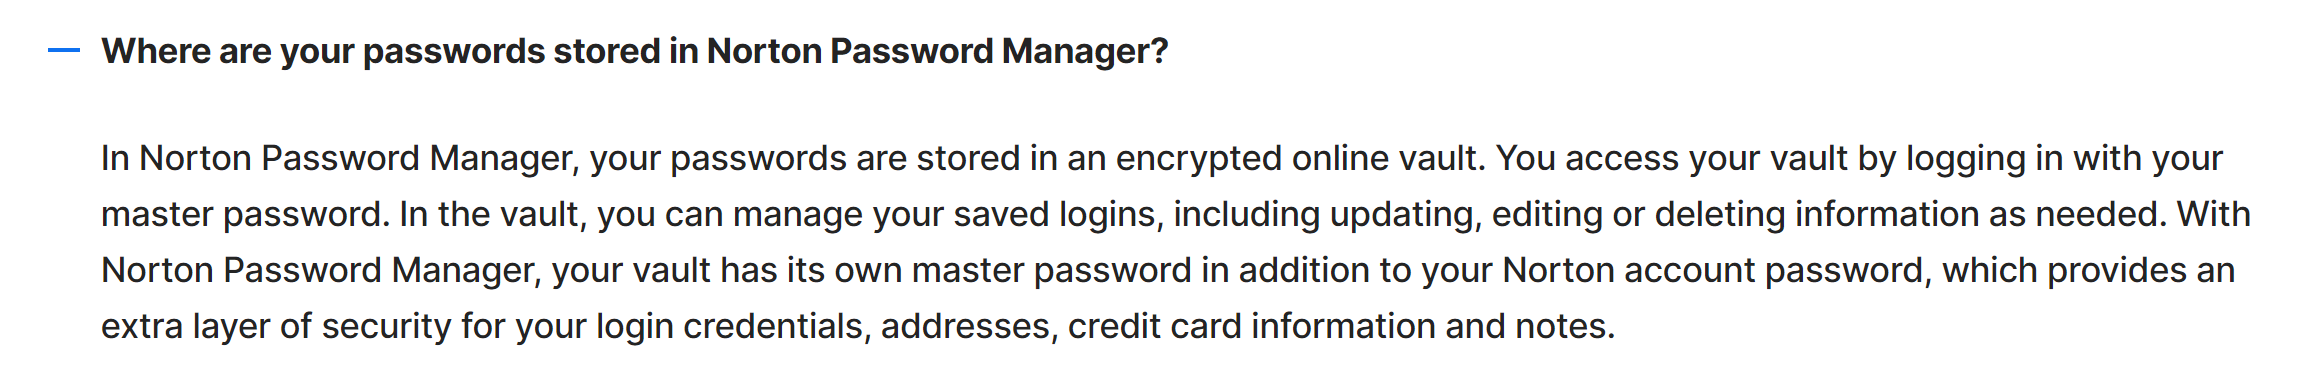 Where are your passwords stored in Norton Password Manager?
In Norton Password Manager, your passwords are stored in an encrypted online vault. You access your vault by logging in with your
master password. In the vault, you can manage your saved logins, including updating, editing or deleting information as needed. With
Norton Password Manager, your vault has its own master password in addition to your Norton account password, which provides an
extra layer of security for your login credentials, addresses, credit card information and notes.